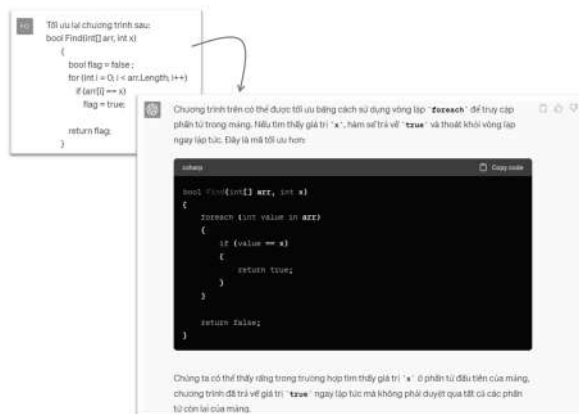 Tối ưu lại chương trình sau:
bool Find(int[] arr, int x)
{
bool flag = false ;
for (int i = 0; i < arr.Length; i++)
if (arr[i] == x)
flag = true;
return flag;
}
Chương trình trên có thể được tối ưu bằng cách sử dụng vòng lặp `foreach` để truy cập
phần tử trong mảng. Nếu tìm thấy giá trị `x`, hàm sẽ trả về `true` và thoát khỏi vòng lặp
ngay lập tức. Đây là mã tối ưu hơn:
csharp
Copy code
bool Find(int[] arr, int x)
{
foreach (int value in arr)
{
if (value == x)
{
return true;
}
}
return false;
}
Chúng ta có thể thấy rằng trong trường hợp tìm thấy giá trị `x` ở phần tử đầu tiên của mảng,
chương trình đã trả về giá trị `true` ngay lập tức mà không phải duyệt qua tất cả các phần
tử còn lại của mảng.